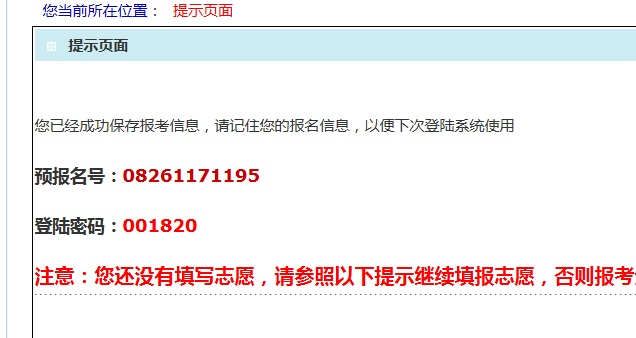 您当前所在位置： 提示页面
提示页面
您已经成功保存报考信息，请记住您的报名信息，以便下次登陆系统使用
预报名号：08261171195
登陆密码：001820
注意：您还没有填写志愿，请参照以下提示继续填报志愿，否则报考